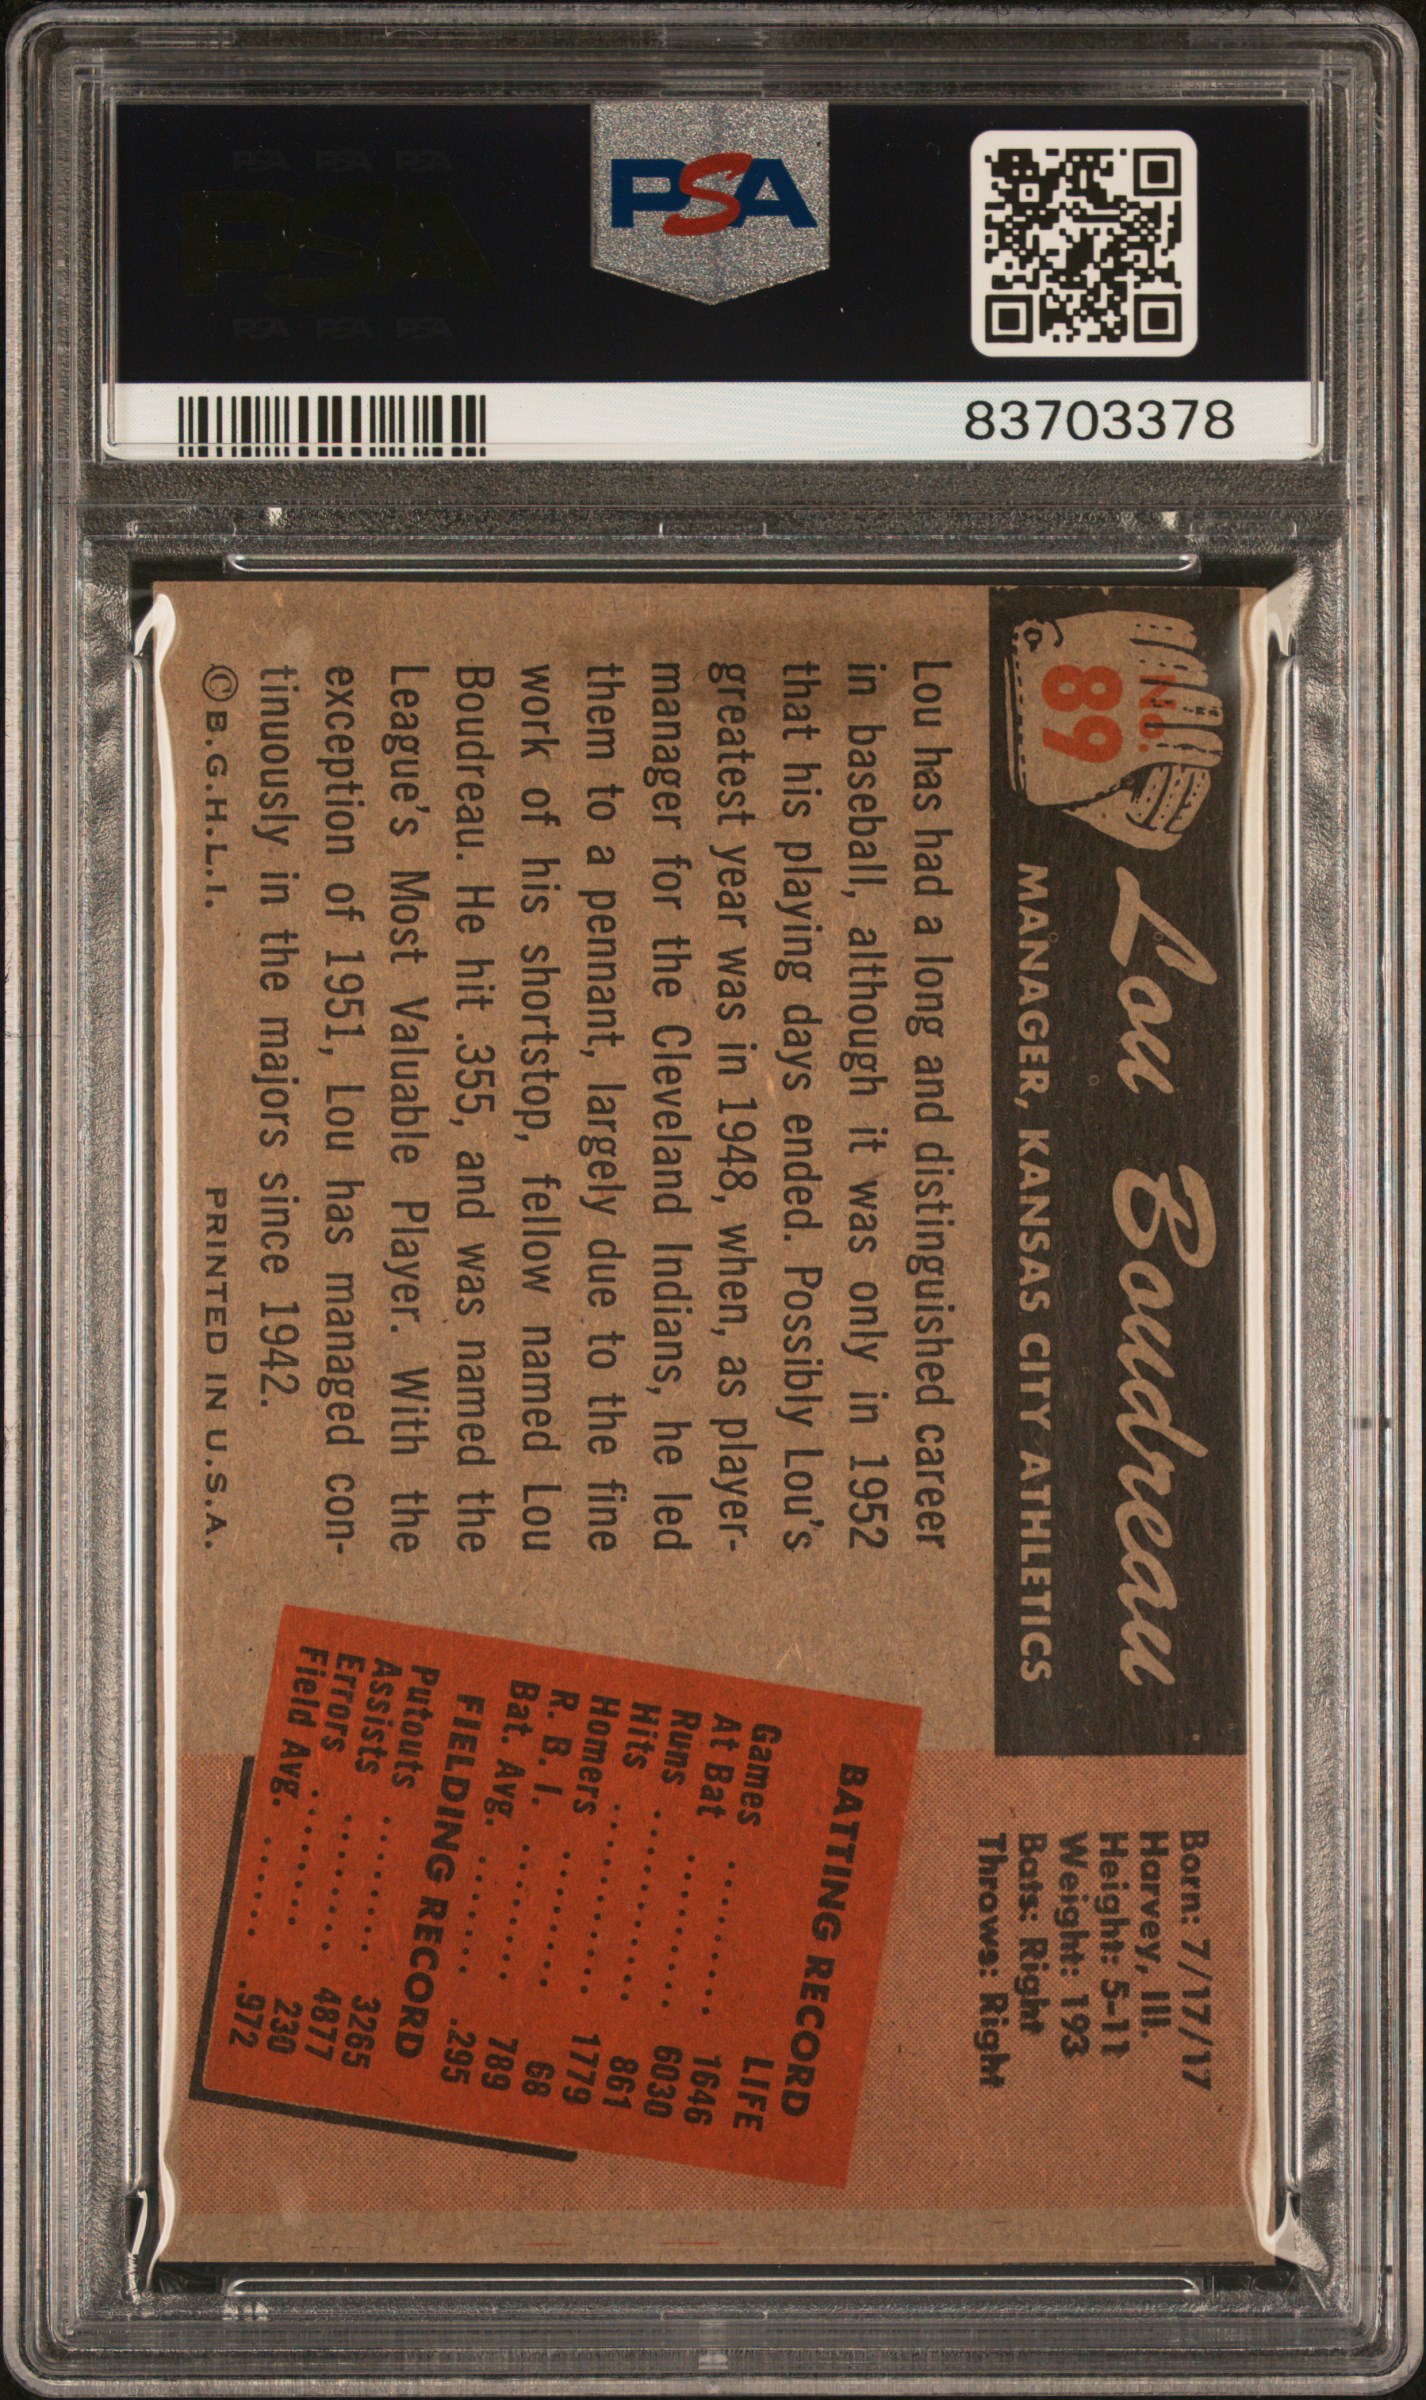 PSA PSA PSA
PSA
PSA PSA PSA
PSA
83703378
No.
89
Lou Boudreau
MANAGER, KANSAS CITY ATHLETICS
Born: 7/17/17
Harvey, Ill.
Height: 5-11
Weight: 193
Bats: Right
Throws: Right
Lou has had a long and distinguished career
in baseball, although it was only in 1952
that his playing days ended. Possibly Lou's
greatest year was in 1948, when, as player-
manager for the Cleveland Indians, he led
them to a pennant, largely due to the fine
work of his shortstop, fellow named Lou
Boudreau. He hit .355, and was named the
League's Most Valuable Player. With the
exception of 1951, Lou has managed con-
tinuously in the majors since 1942.
©B.G.H.L.I. PRINTED IN U.S.A.
BATTING RECORD
LIFE
Games ........ 1646
At Bat ........ 6030
Runs ........ 861
Hits ........ 1779
Homers ........ 68
R. B. I. ........ 789
Bat. Avg. ....... .295
FIELDING RECORD
Putouts ........ 3265
Assists ........ 4877
Errors ........ 230
Field Avg. ...... .972